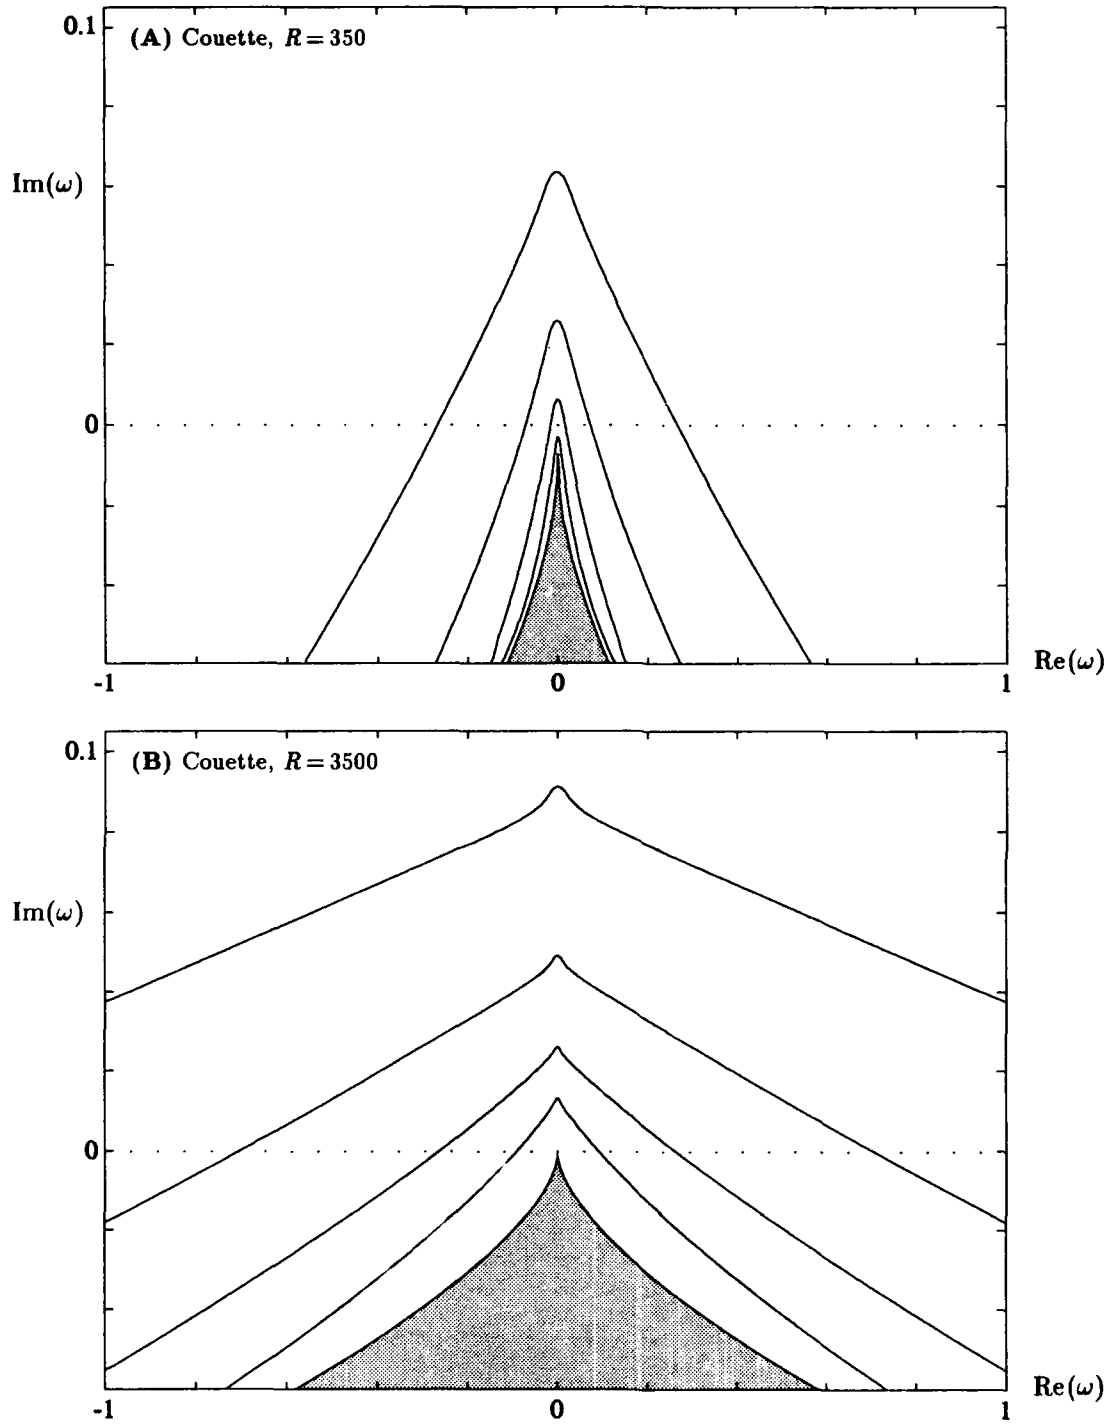 0.1
(A) Couette, R = 350
Im(ω)
0
-1
0
1
Re(ω)
0.1
(B) Couette, R = 3500
Im(ω)
0
-1
0
1
Re(ω)